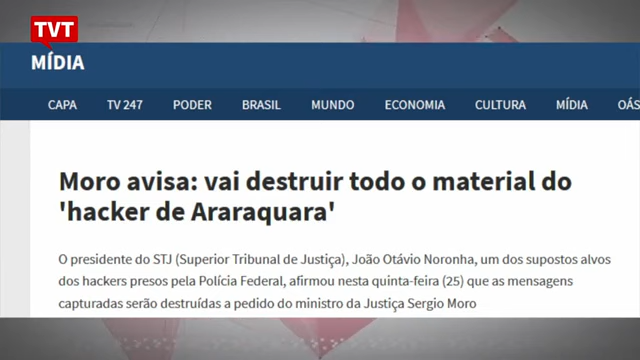 TVT
MÍDIA
CAPA TV 247 PODER BRASIL MUNDO ECONOMIA CULTURA MÍDIA OÁS
Moro avisa: vai destruir todo o material do
'hacker de Araraquara'
O presidente do STJ (Superior Tribunal de Justiça), João Otávio Noronha, um dos supostos alvos
dos hackers presos pela Polícia Federal, afirmou nesta quinta-feira (25) que as mensagens
capturadas serão destruídas a pedido do ministro da Justiça Sergio Moro